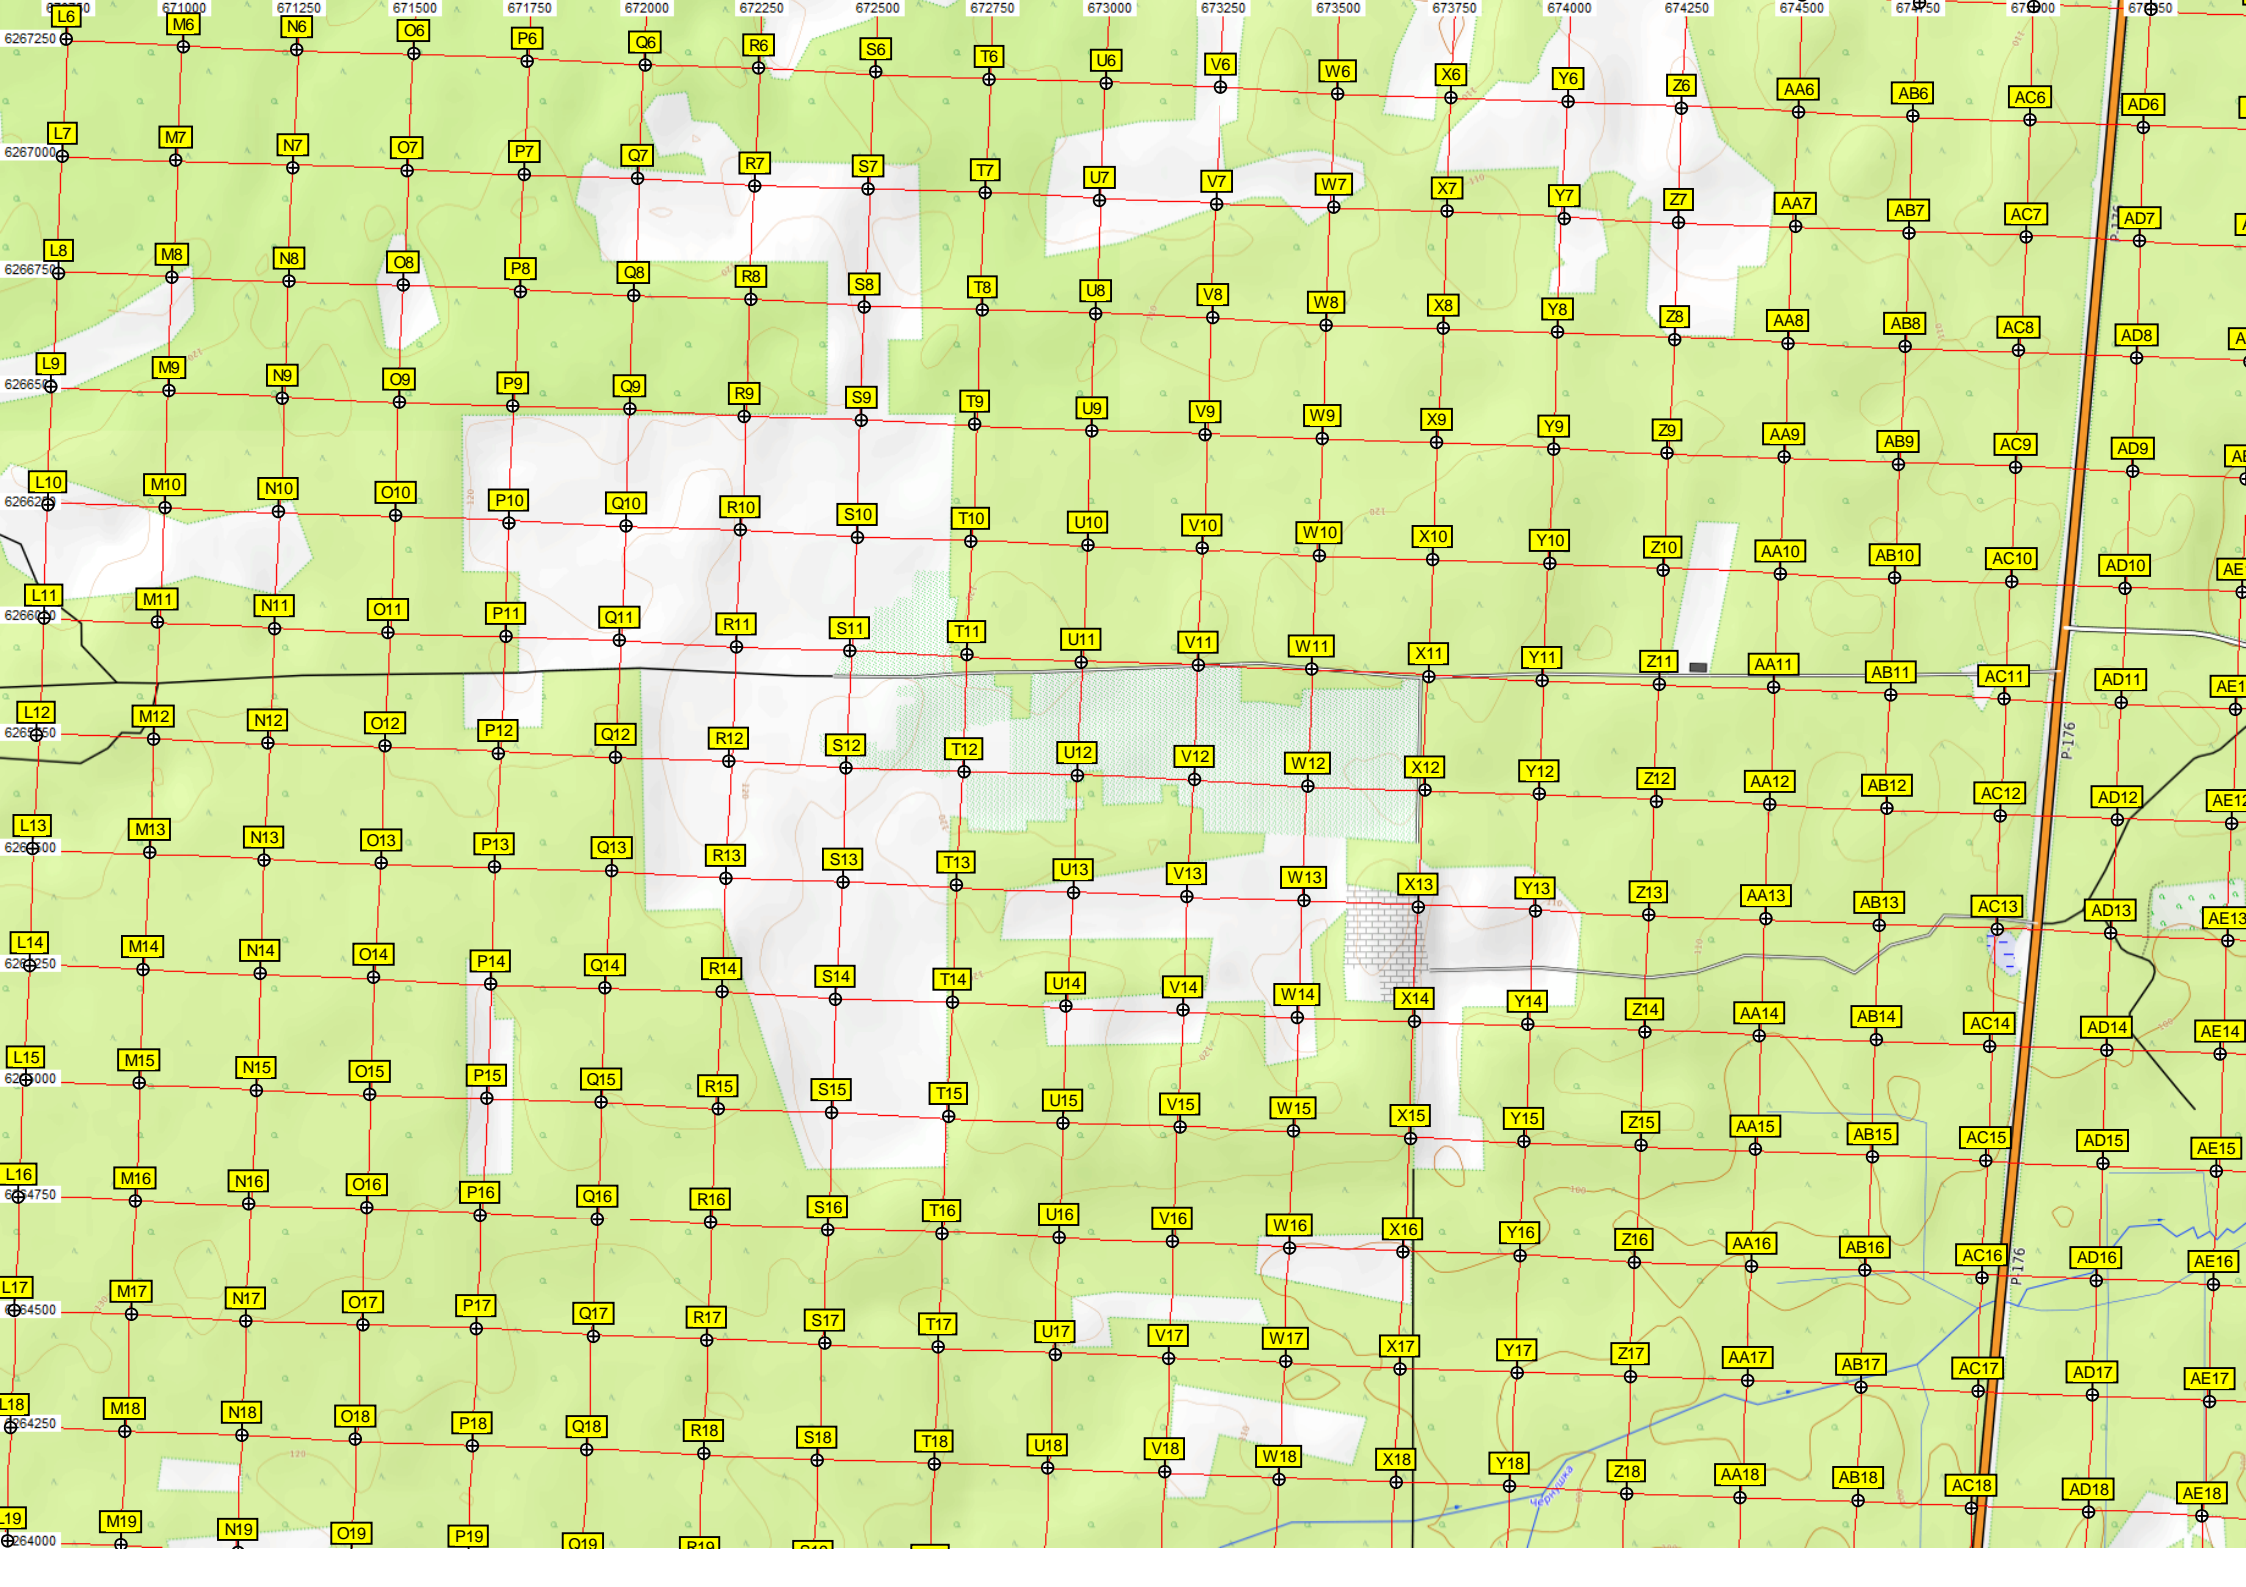 671000 671250 671500 671750 672000 672250 672500 672750 673000 673250 673500 673750 674000 674250 674500
L6 M6 N6 O6 P6 Q6 R6 S6 T6 U6 V6 W6 X6 Y6 Z6 AA6 AB6 AC6 AD6
6267250
L7 M7 N7 O7 P7 Q7 R7 S7 T7 U7 V7 W7 X7 Y7 Z7 AA7 AB7 AC7 AD7
6267000
L8 M8 N8 O8 P8 Q8 R8 S8 T8 U8 V8 W8 X8 Y8 Z8 AA8 AB8 AC8 AD8
6266750
L9 M9 N9 O9 P9 Q9 R9 S9 T9 U9 V9 W9 X9 Y9 Z9 AA9 AB9 AC9 AD9
L10 M10 N10 O10 P10 Q10 R10 S10 T10 U10 V10 W10 X10 Y10 Z10 AA10 AB10 AC10 AD10
L11 M11 N11 O11 P11 Q11 R11 S11 T11 U11 V11 W11 X11 Y11 Z11 AA11 AB11 AC11 AD11
L12 M12 N12 O12 P12 Q12 R12 S12 T12 U12 V12 W12 X12 Y12 Z12 AA12 AB12 AC12 AD12 AE12
P-176
L13 M13 N13 O13 P13 Q13 R13 S13 T13 U13 V13 W13 X13 Y13 Z13 AA13 AB13 AC13 AD13 AE13
L14 M14 N14 O14 P14 Q14 R14 S14 T14 U14 V14 W14 X14 Y14 Z14 AA14 AB14 AC14 AD14 AE14
L15 M15 N15 O15 P15 Q15 R15 S15 T15 U15 V15 W15 X15 Y15 Z15 AA15 AB15 AC15 AD15 AE15
L16 M16 N16 O16 P16 Q16 R16 S16 T16 U16 V16 W16 X16 Y16 Z16 AA16 AB16 AC16 AD16 AE16
P-176
L17 M17 N17 O17 P17 Q17 R17 S17 T17 U17 V17 W17 X17 Y17 Z17 AA17 AB17 AC17 AD17 AE17
L18 M18 N18 O18 P18 Q18 R18 S18 T18 U18 V18 W18 X18 Y18 Z18 AA18 AB18 AC18 AD18 AE18
Чернушка
L19 M19 N19 O19 P19 Q19 R19